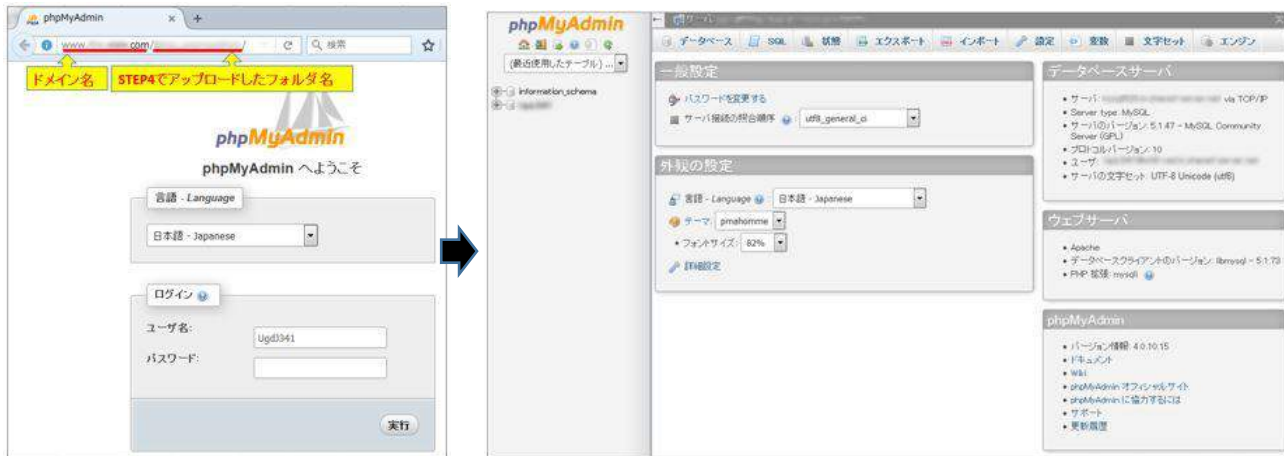 phpMyAdmin
www.
.com/
/
検索
ドメイン名
STEP4でアップロードしたフォルダ名
phpMyAdmin
phpMyAdmin へようこそ
言語 - Language
日本語 - Japanese
ログイン
ユーザ名:
UgdJ341
パスワード:
実行
phpMyAdmin
(最近使用したテーブル) ...
information_schema
サーバ:
データベース
SQL
状態
エクスポート
インポート
設定
変数
文字セット
エンジン
一般設定
パスワードを変更する
サーバ接続の照合順序
utf8_general_ci
外観の設定
言語 - Language
日本語 - Japanese
テーマ: pmahomme
フォントサイズ: 82%
詳細設定
データベースサーバ
サーバ: via TCP/IP
Server type: MySQL
サーバのバージョン: 5.1.47 - MySQL Community
Server (GPL)
プロトコルバージョン: 10
ユーザ:
サーバの文字セット: UTF-8 Unicode (utf8)
ウェブサーバ
Apache
データベースクライアントのバージョン: libmysql - 5.1.73
PHP 拡張: mysqli
phpMyAdmin
バージョン情報: 4.0.10.15
ドキュメント
Wiki
phpMyAdmin オフィシャルサイト
phpMyAdmin に協力するには
サポート
更新履歴